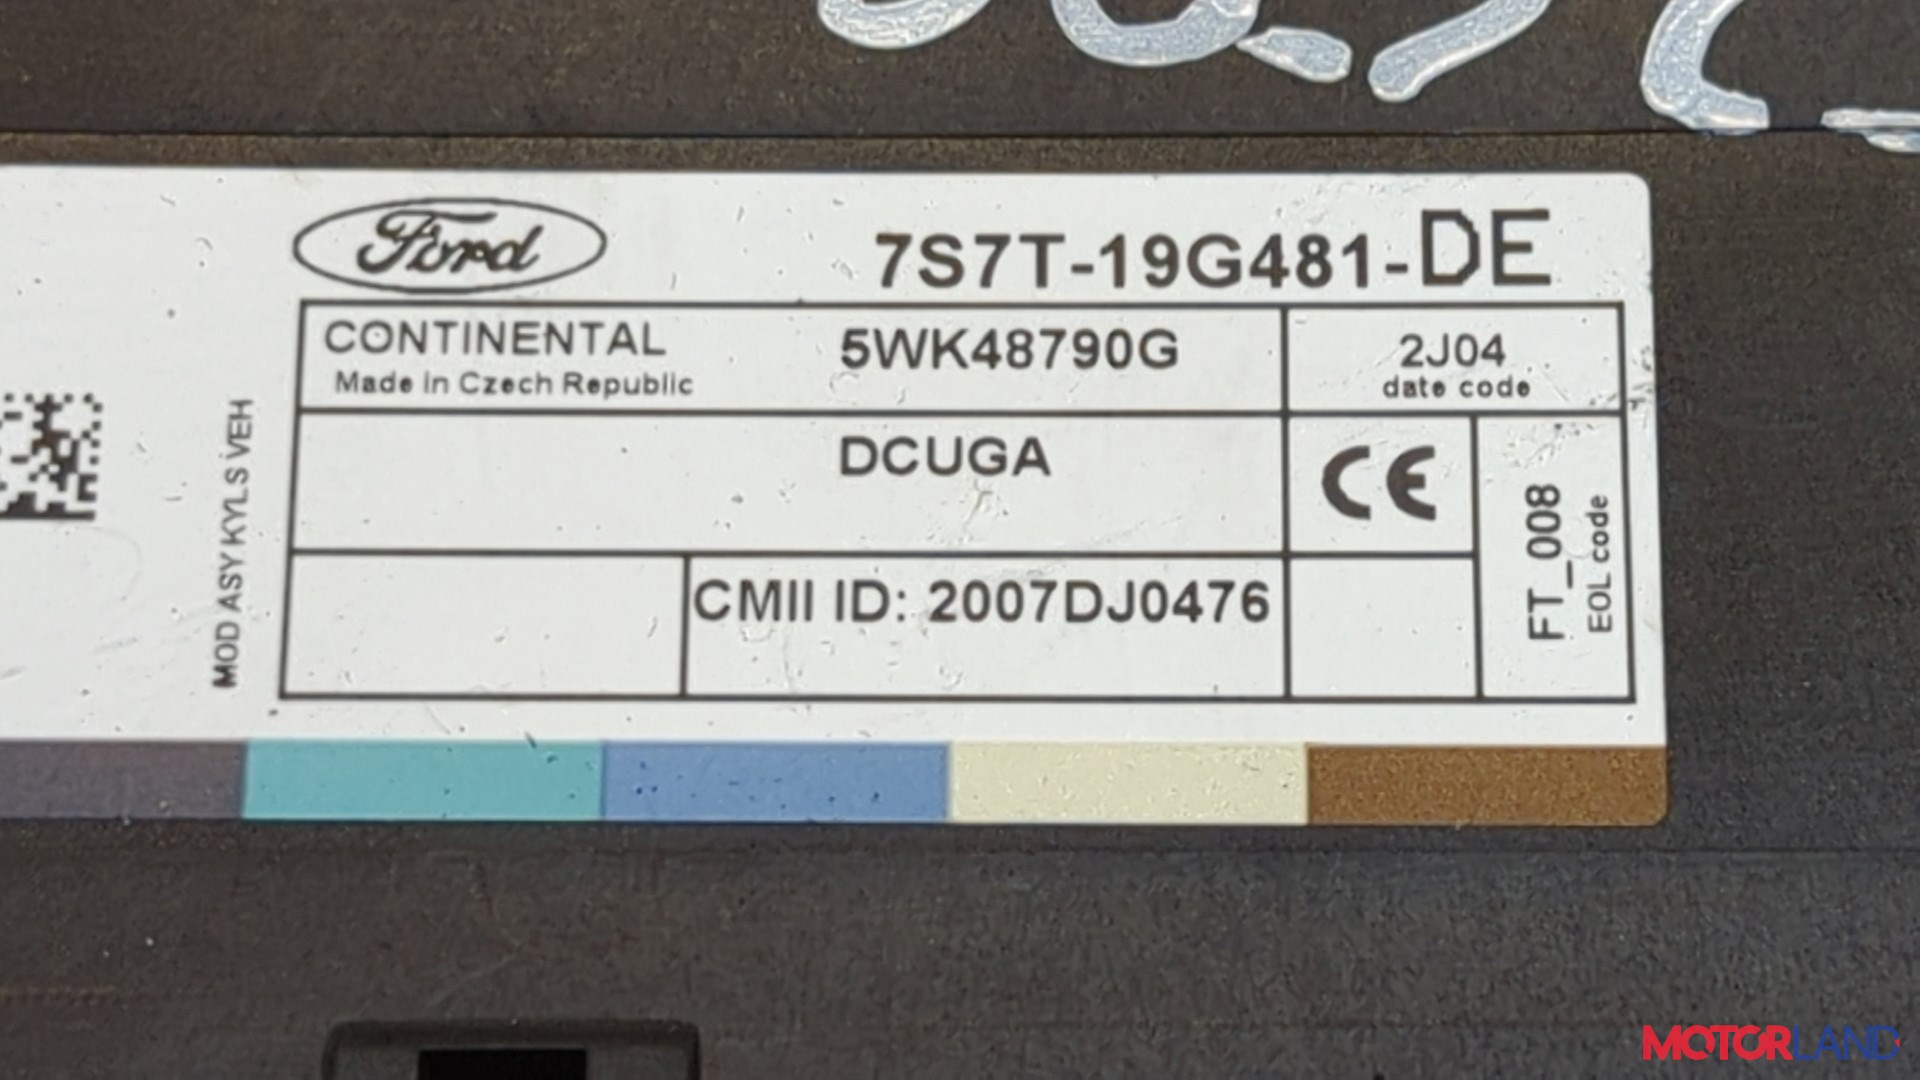 Ford
7S7T-19G481-DE
CONTINENTAL
Made in Czech Republic
5WK48790G
2J04
date code
MOD ASY KYLS VEH
DCUGA
CE
FT_008
EOL code
CMII ID: 2007DJ0476
MOTORLAND